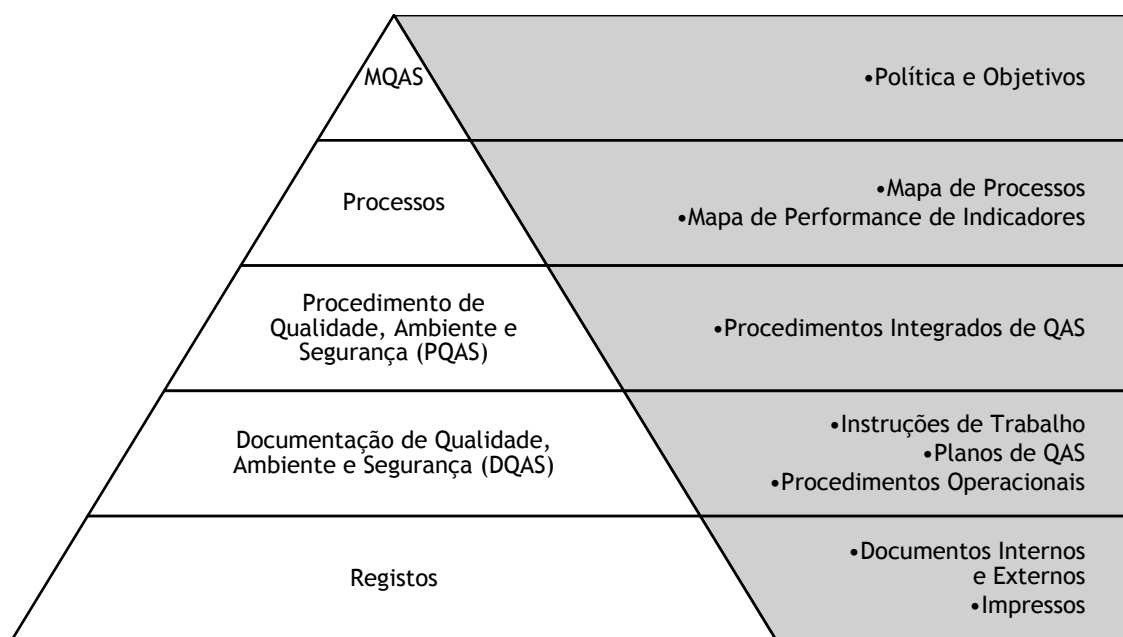 MQAS
•Política e Objetivos
Processos
•Mapa de Processos
•Mapa de Performance de Indicadores
Procedimento de
Qualidade, Ambiente e
Segurança (PQAS)
•Procedimentos Integrados de QAS
Documentação de Qualidade,
Ambiente e Segurança (DQAS)
•Instruções de Trabalho
•Planos de QAS
•Procedimentos Operacionais
Registos
•Documentos Internos
e Externos
•Impressos